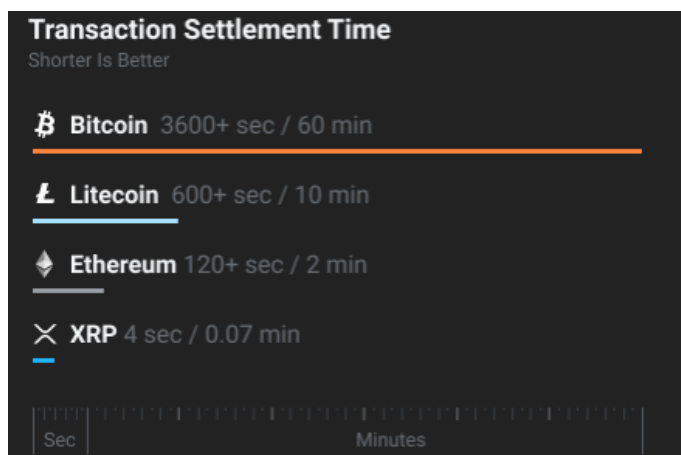 Transaction Settlement Time
Shorter Is Better
Bitcoin 3600+ sec / 60 min
Litecoin 600+ sec / 10 min
Ethereum 120+ sec / 2 min
XRP 4 sec / 0.07 min
Sec Minutes